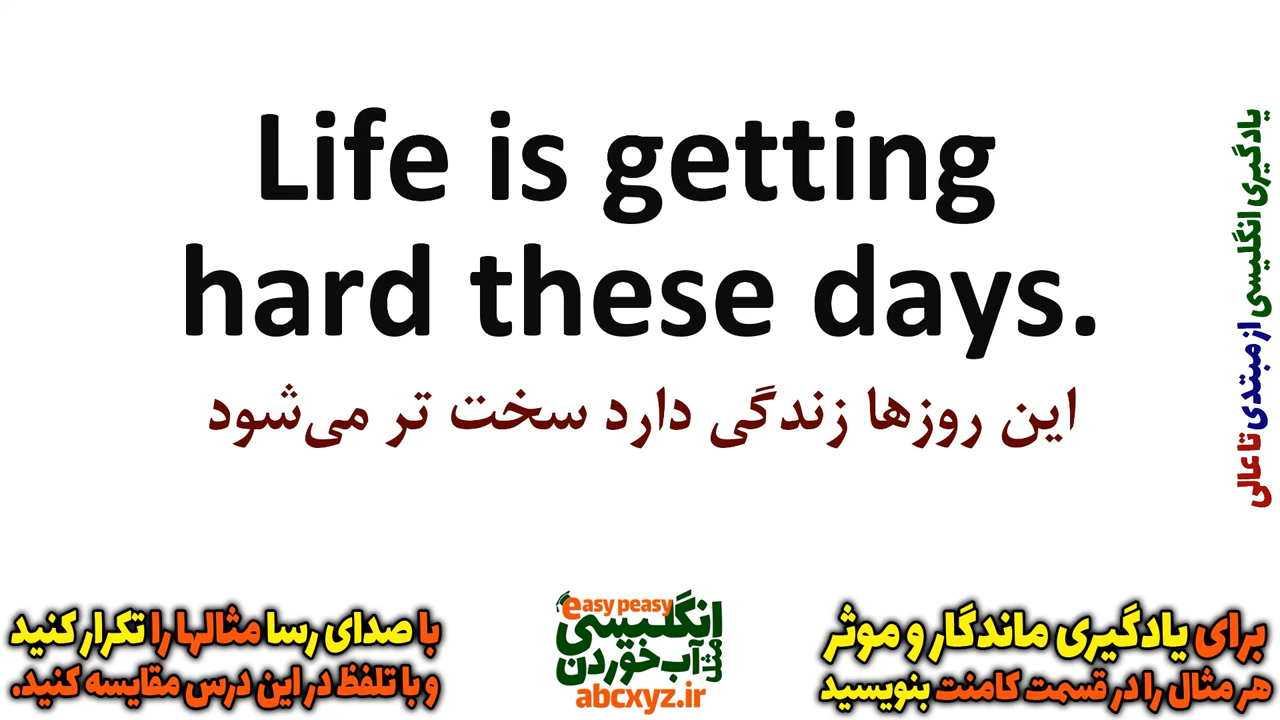 Life is getting
hard these days.
این روزها زندگی دارد سخت تر می‌شود
یادگیری انگلیسی از مبتدی تا عالی
با صدای رسا مثالها را تکرار کنید
و با تلفظ در این درس مقایسه کنید.
easy peasy
انگلیسی
مثل آب خوردن
abcxyz.ir
برای یادگیری ماندگار و موثر
هر مثال را در قسمت کامنت بنویسید